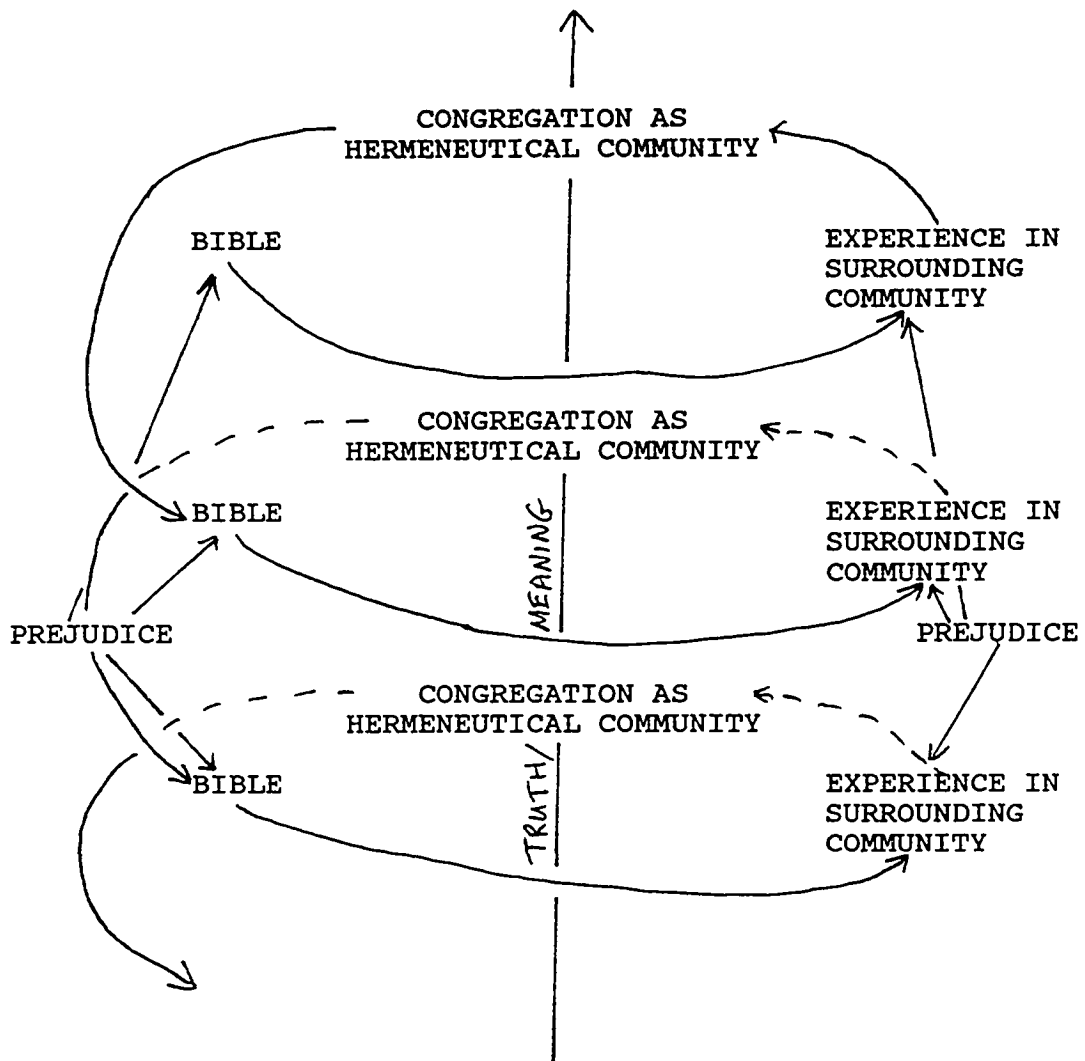 CONGREGATION AS
HERMENEUTICAL COMMUNITY
BIBLE
EXPERIENCE IN
SURROUNDING
COMMUNITY
CONGREGATION AS
HERMENEUTICAL COMMUNITY
BIBLE
MEANING
EXPERIENCE IN
SURROUNDING
COMMUNITY
PREJUDICE
PREJUDICE
CONGREGATION AS
HERMENEUTICAL COMMUNITY
BIBLE
TRUTH/
EXPERIENCE IN
SURROUNDING
COMMUNITY